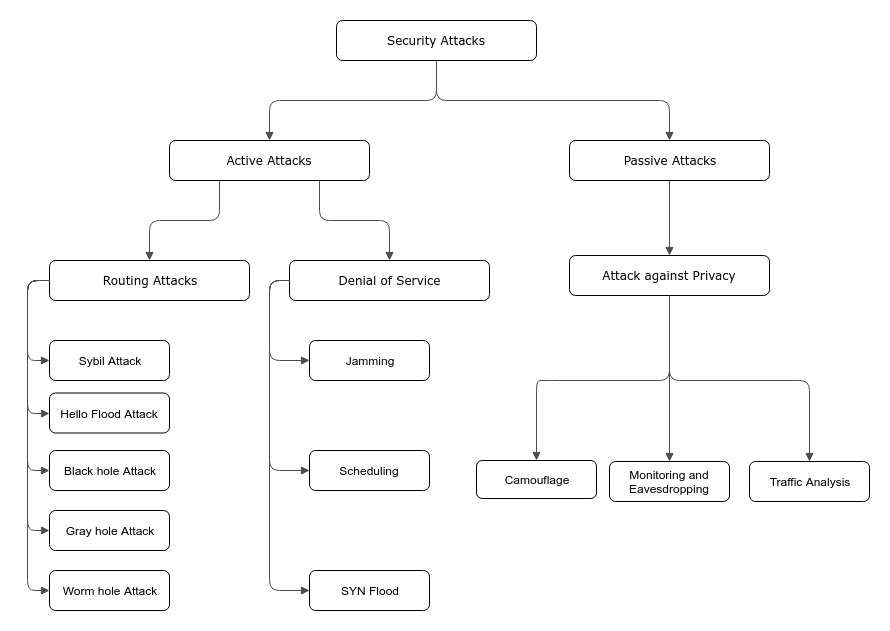 Security Attacks
Active Attacks
Passive Attacks
Routing Attacks
Denial of Service
Attack against Privacy
Sybil Attack
Jamming
Hello Flood Attack
Black hole Attack
Scheduling
Camouflage
Monitoring and
Eavesdropping
Traffic Analysis
Gray hole Attack
Worm hole Attack
SYN Flood